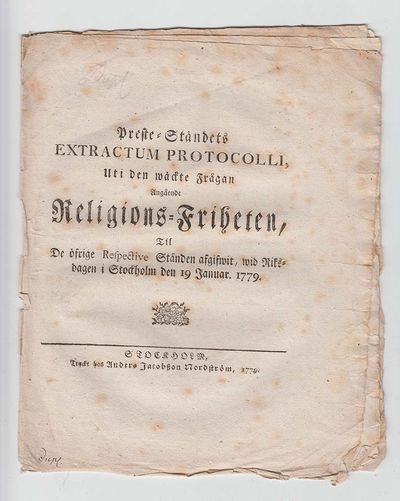 Preste-Ståndets
EXTRACTUM PROTOCOLLI,
Uti den wäckte Frågan
Angående
Religions-Friheten,
Til
De öfrige Respective Stånden afgifwit, wid Riks-
dagen i Stockholm den 19 Januar. 1779.
STOCKHOLM,
Tryckt hos Anders Jacobsson Nordström, 1779.